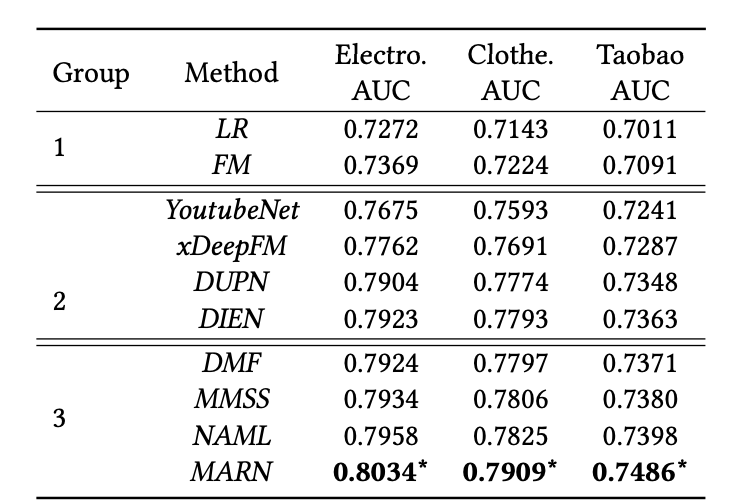 Group Method Electro. AUC Clothe. AUC Taobao AUC
1 LR 0.7272 0.7143 0.7011
FM 0.7369 0.7224 0.7091
2 YoutubeNet 0.7675 0.7593 0.7241
xDeepFM 0.7762 0.7691 0.7287
DUPN 0.7904 0.7774 0.7348
DIEN 0.7923 0.7793 0.7363
3 DMF 0.7924 0.7797 0.7371
MMSS 0.7934 0.7806 0.7380
NAML 0.7958 0.7825 0.7398
MARN 0.8034* 0.7909* 0.7486*